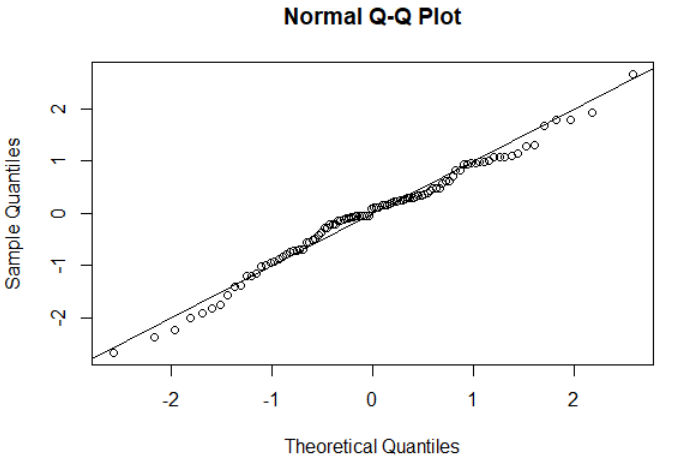 Normal Q-Q Plot
Sample Quantiles
2
1
0
-1
-2
-2 -1 0 1 2
Theoretical Quantiles